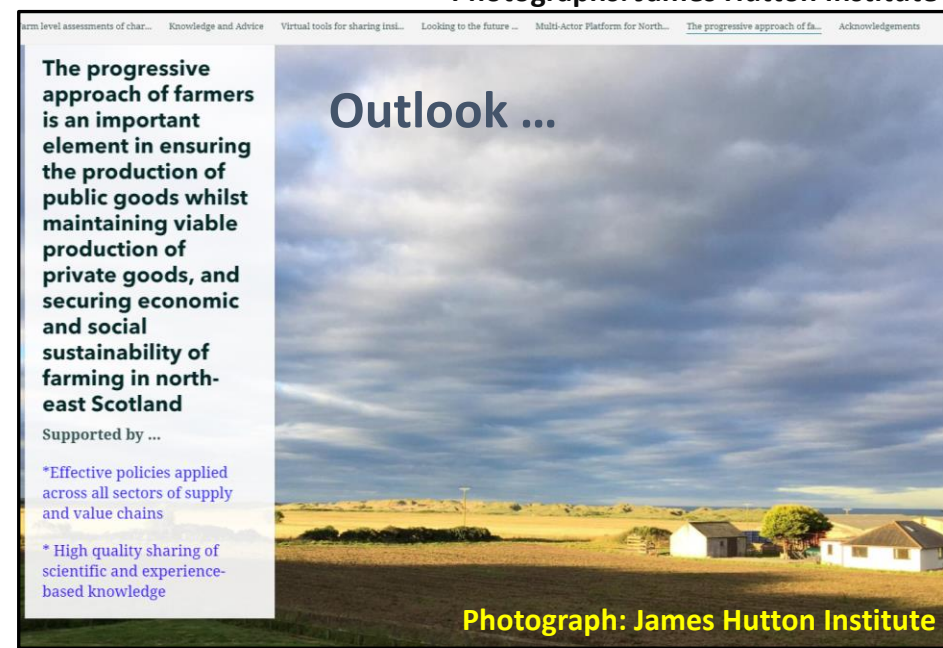 Photographs: James Hutton Institute
arm level assessments of char... Knowledge and Advice Virtual tools for sharing insi... Looking to the future ... Multi-Actor Platform for North... The progressive approach of fa... Acknowledgements
The progressive
approach of farmers
is an important
element in ensuring
the production of
public goods whilst
maintaining viable
production of
private goods, and
securing economic
and social
sustainability of
farming in north-
east Scotland
Supported by ...
*Effective policies applied
across all sectors of supply
and value chains
* High quality sharing of
scientific and experience-
based knowledge
Outlook ...
Photograph: James Hutton Institute